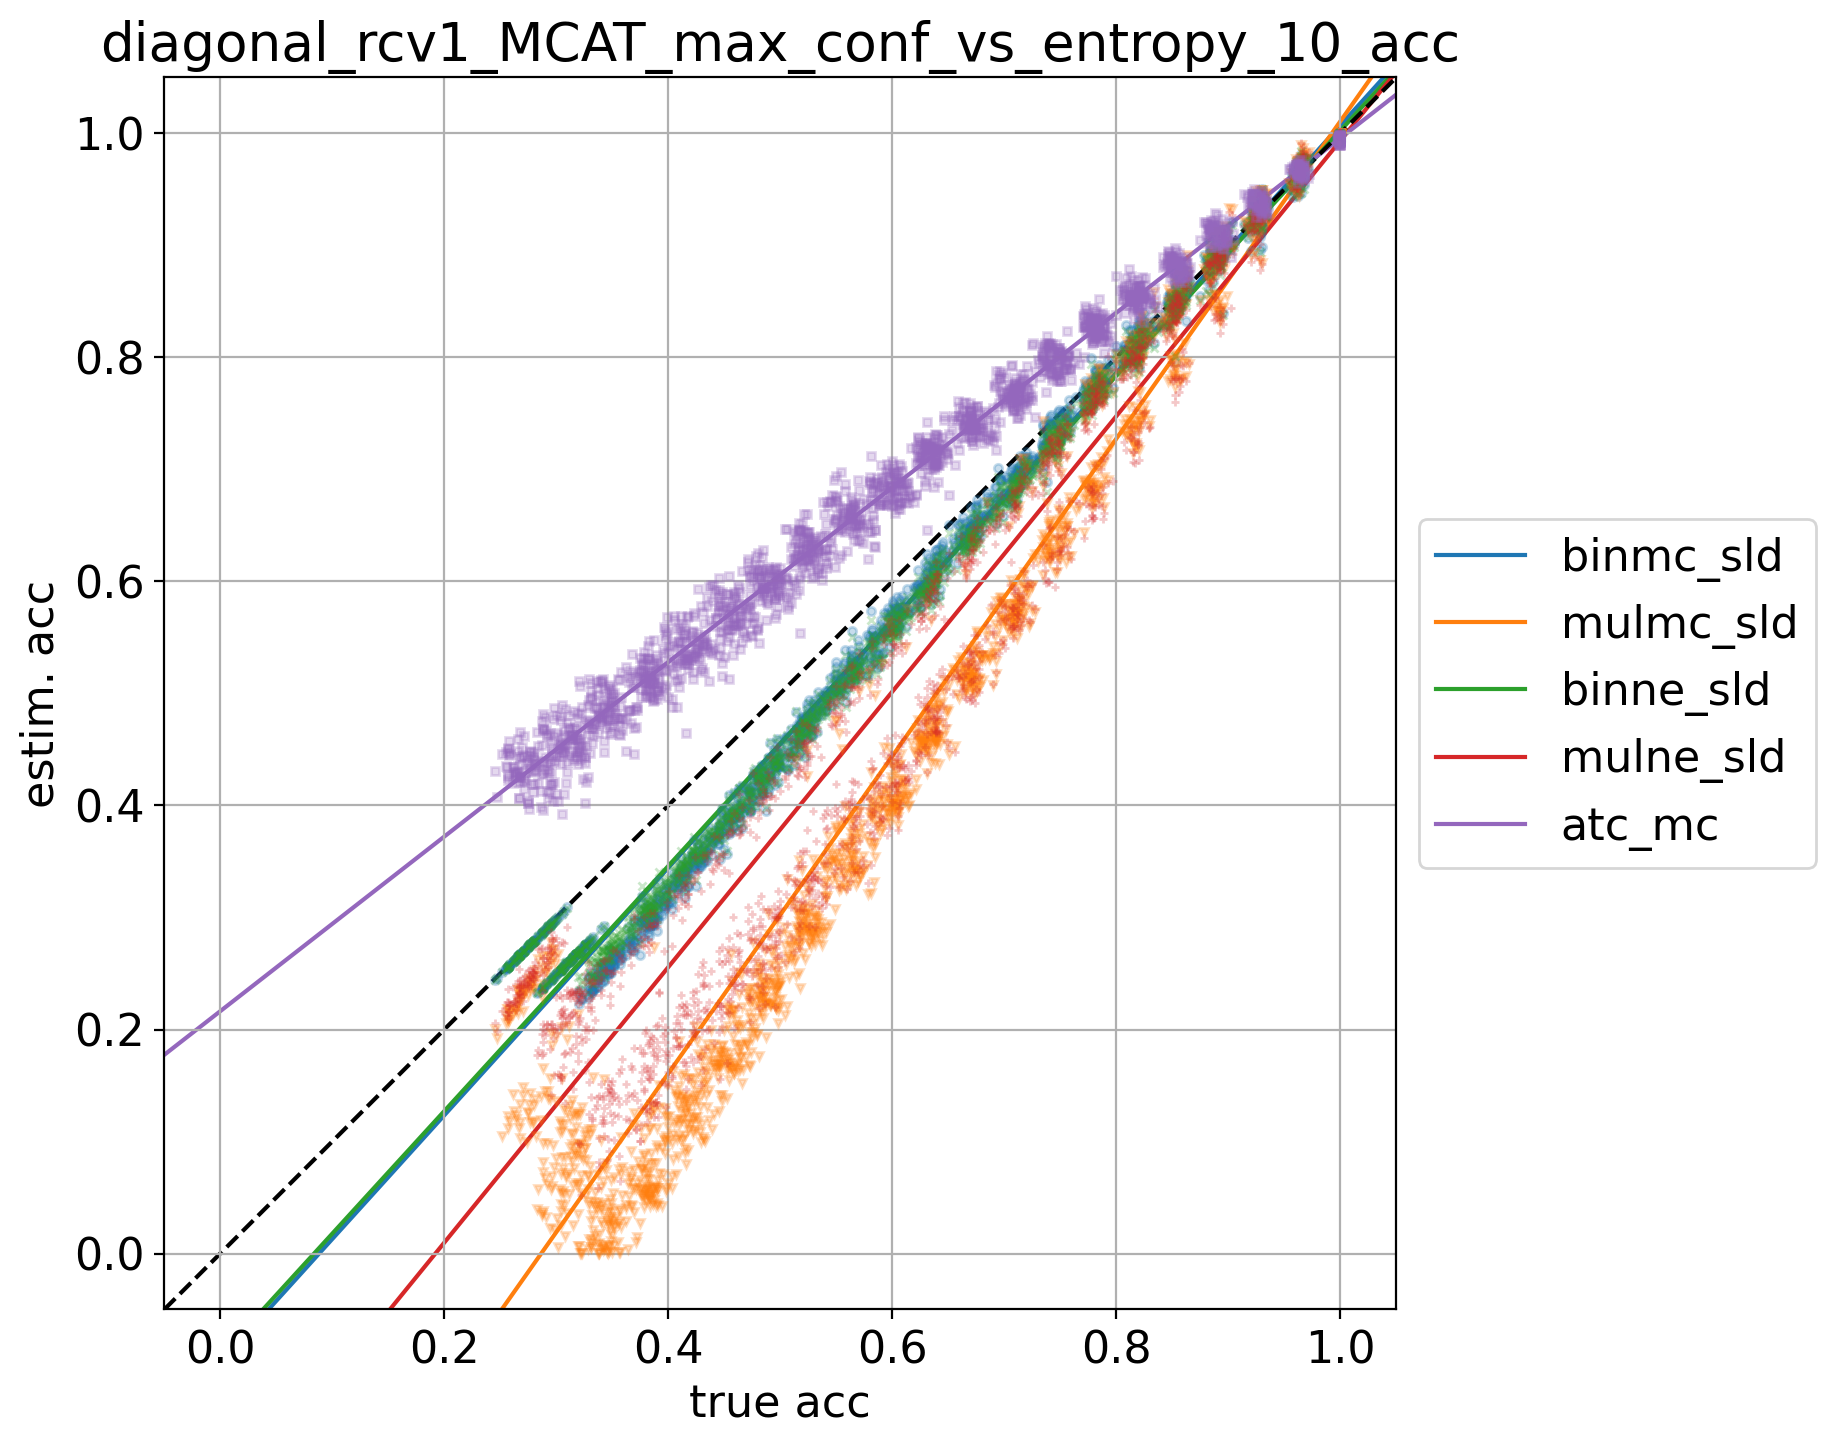 diagonal_rcv1_MCAT_max_conf_vs_entropy_10_acc
1.0
0.8
0.6
0.4
0.2
0.0
estim. acc
0.0 0.2 0.4 0.6 0.8 1.0
true acc
binmc_sld
mulmc_sld
binne_sld
mulne_sld
atc_mc